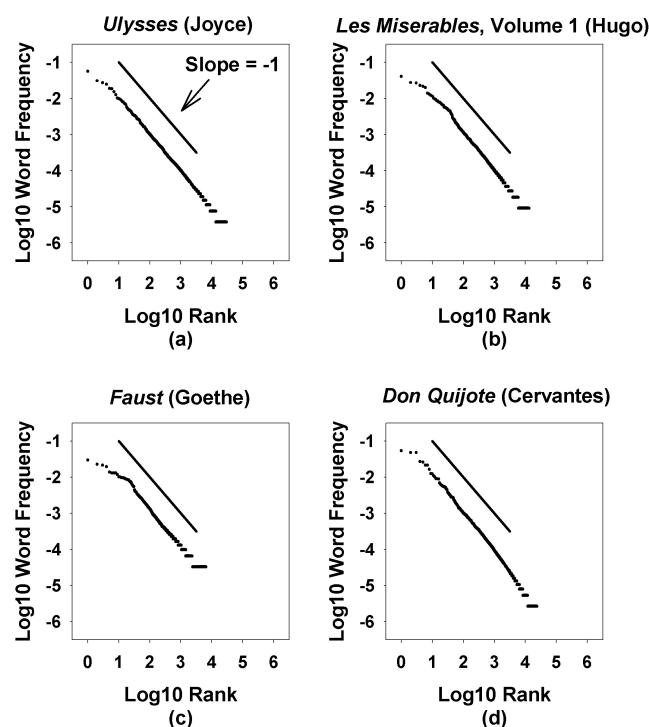 Ulysses (Joyce)
Slope = -1
Log10 Word Frequency
-1
-2
-3
-4
-5
-6
0 1 2 3 4 5 6
Log10 Rank
(a)
Les Miserables, Volume 1 (Hugo)
Log10 Word Frequency
-1
-2
-3
-4
-5
-6
0 1 2 3 4 5 6
Log10 Rank
(b)
Faust (Goethe)
Log10 Word Frequency
-1
-2
-3
-4
-5
-6
0 1 2 3 4 5 6
Log10 Rank
(c)
Don Quijote (Cervantes)
Log10 Word Frequency
-1
-2
-3
-4
-5
-6
0 1 2 3 4 5 6
Log10 Rank
(d)